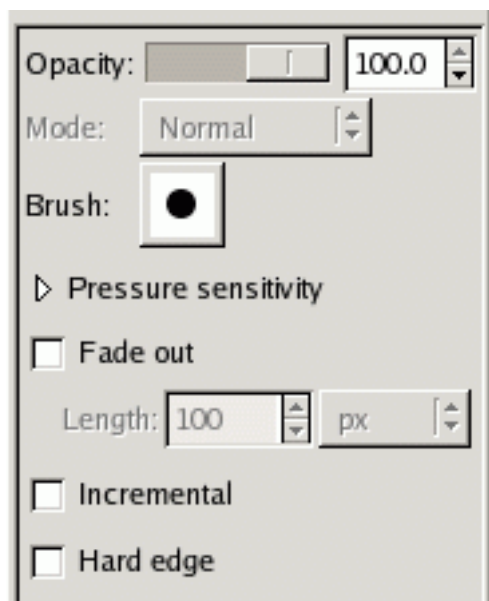 Opacity: 100.0
Mode: Normal
Brush:
Pressure sensitivity
Fade out
Length: 100 px
Incremental
Hard edge